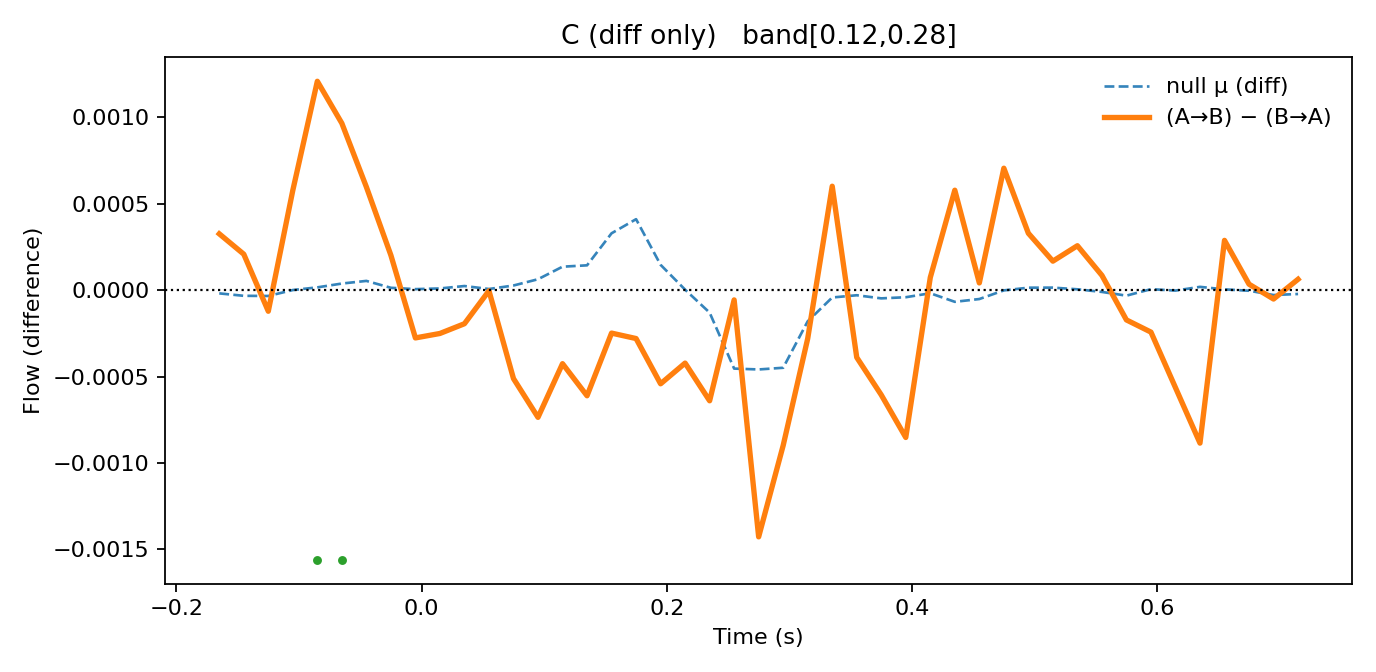 C (diff only)   band[0.12,0.28]
null μ (diff)
(A→B) − (B→A)
Flow (difference)
0.0010
0.0005
0.0000
−0.0005
−0.0010
−0.0015
−0.2
0.0
0.2
0.4
0.6
Time (s)